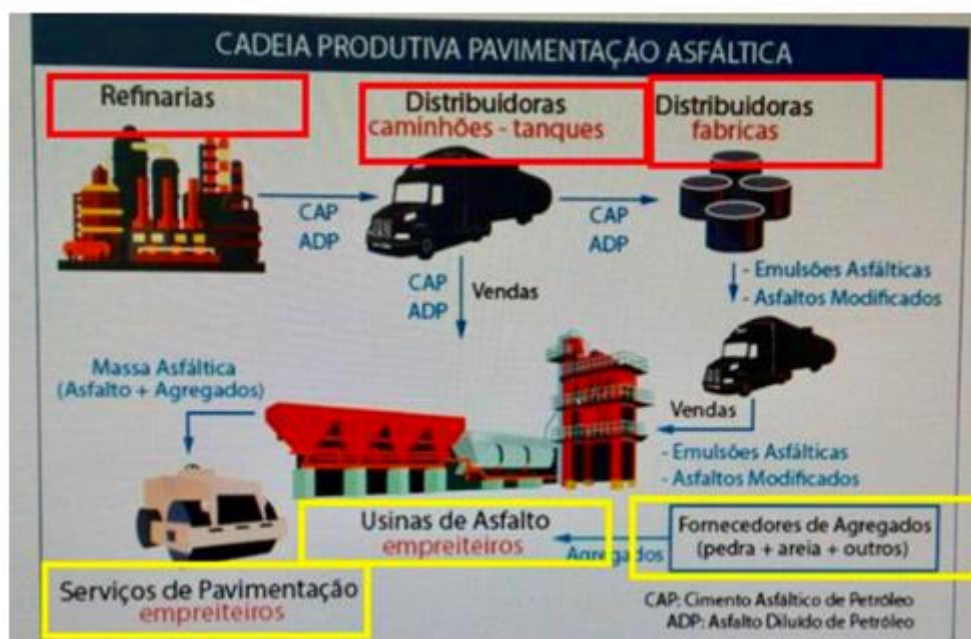 CADEIA PRODUTIVA PAVIMENTAÇÃO ASFÁLTICA
Refinarias
Distribuidoras
caminhões - tanques
Distribuidoras
fabricas
CAP
ADP
CAP
ADP
CAP
ADP
Vendas
- Emulsões Asfálticas
- Asfaltos Modificados
Massa Asfáltica
(Asfalto + Agregados)
Vendas
- Emulsões Asfálticas
- Asfaltos Modificados
Usinas de Asfalto
empreiteiros
Agregados
Fornecedores de Agregados
(pedra + areia + outros)
Serviços de Pavimentação
empreiteiros
CAP: Cimento Asfáltico de Petróleo
ADP: Asfalto Diluído de Petróleo